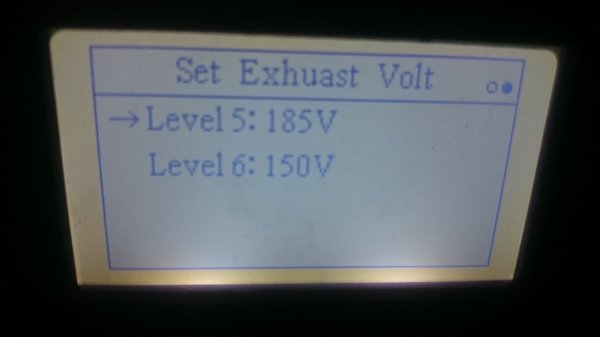 Set Exhuast Volt
→ Level 5: 185V
Level 6: 150V